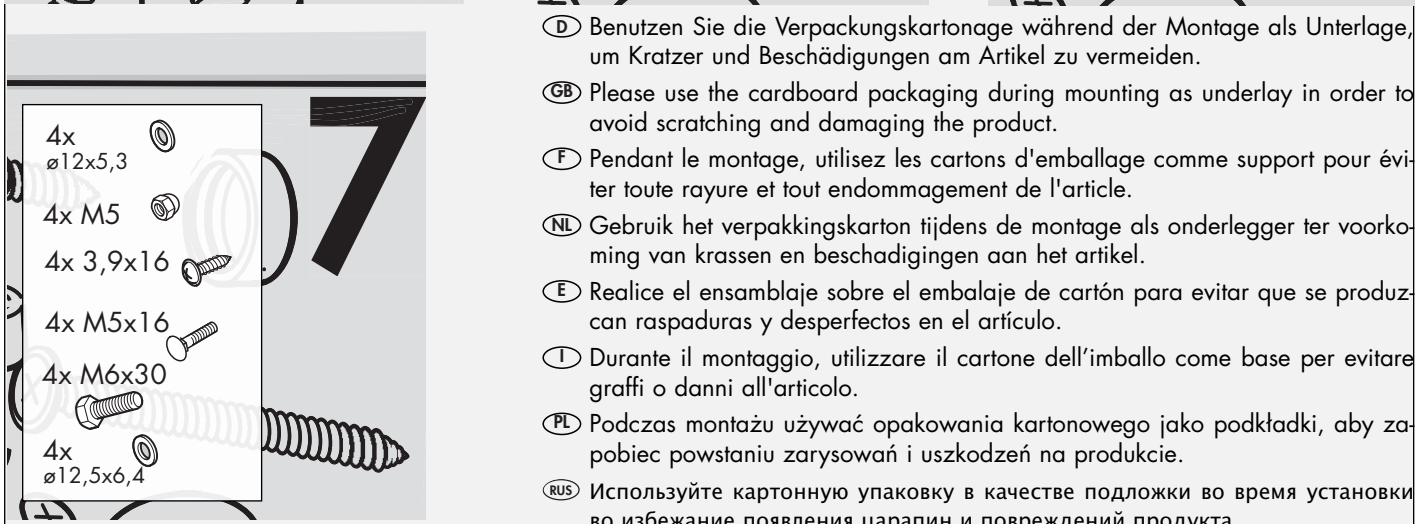 7
4x
ø12x5,3
4x M5
4x 3,9x16
4x M5x16
4x M6x30
4x
ø12,5x6,4
D Benutzen Sie die Verpackungskartonage während der Montage als Unterlage,
um Kratzer und Beschädigungen am Artikel zu vermeiden.
GB Please use the cardboard packaging during mounting as underlay in order to
avoid scratching and damaging the product.
F Pendant le montage, utilisez les cartons d'emballage comme support pour évi-
ter toute rayure et tout endommagement de l'article.
NL Gebruik het verpakkingskarton tijdens de montage als onderlegger ter voorko-
ming van krassen en beschadigingen aan het artikel.
E Realice el ensamblaje sobre el embalaje de cartón para evitar que se produz-
can raspaduras y desperfectos en el artículo.
I Durante il montaggio, utilizzare il cartone dell’imballo come base per evitare
graffi o danni all'articolo.
PL Podczas montażu używać opakowania kartonowego jako podkładki, aby za-
pobiec powstaniu zarysowań i uszkodzeń na produkcie.
RUS Используйте картонную упаковку в качестве подложки во время установки
во избежание появления царапин и повреждений продукта